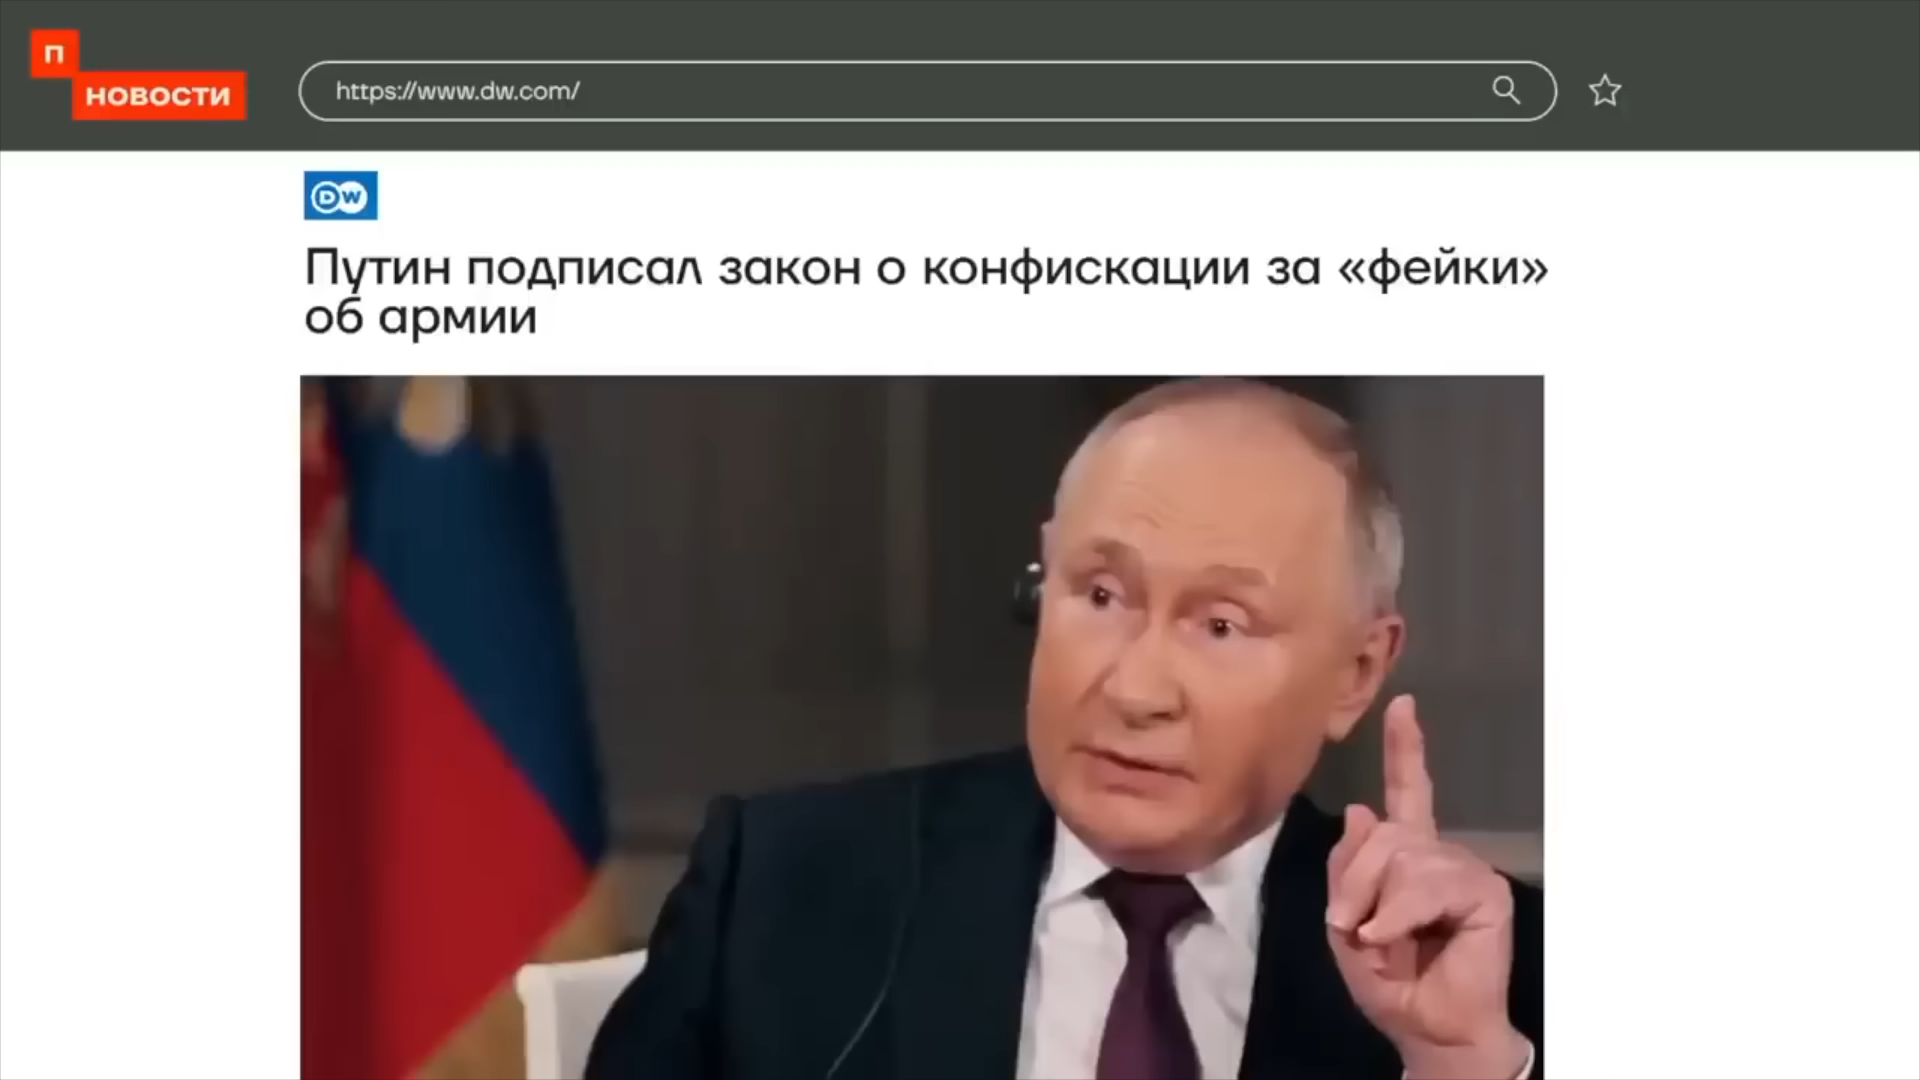 П
НОВОСТИ
https://www.dw.com/
DW
Путин подписал закон о конфискации за «фейки»
об армии